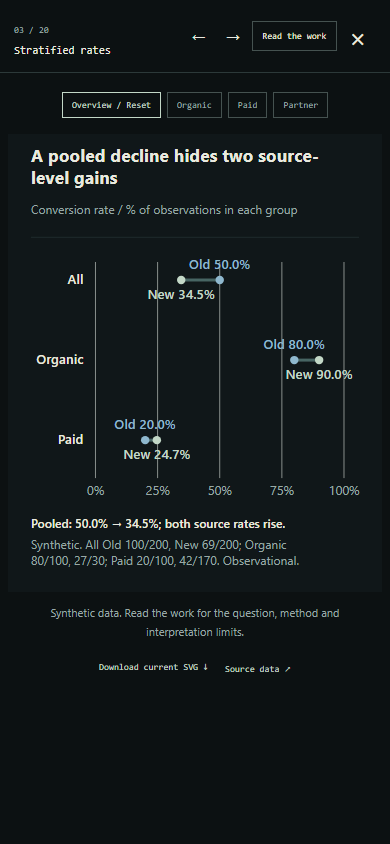 03 / 20
Stratified rates
← → Read the work ✕
Overview / Reset Organic Paid Partner
A pooled decline hides two source-
level gains
Conversion rate / % of observations in each group
Old 50.0%
All
New 34.5%
Old 80.0%
Organic
New 90.0%
Old 20.0%
Paid
New 24.7%
0% 25% 50% 75% 100%
Pooled: 50.0% → 34.5%; both source rates rise.
Synthetic. All Old 100/200, New 69/200; Organic
80/100, 27/30; Paid 20/100, 42/170. Observational.
Synthetic data. Read the work for the question, method and
interpretation limits.
Download current SVG ↓ Source data ↗